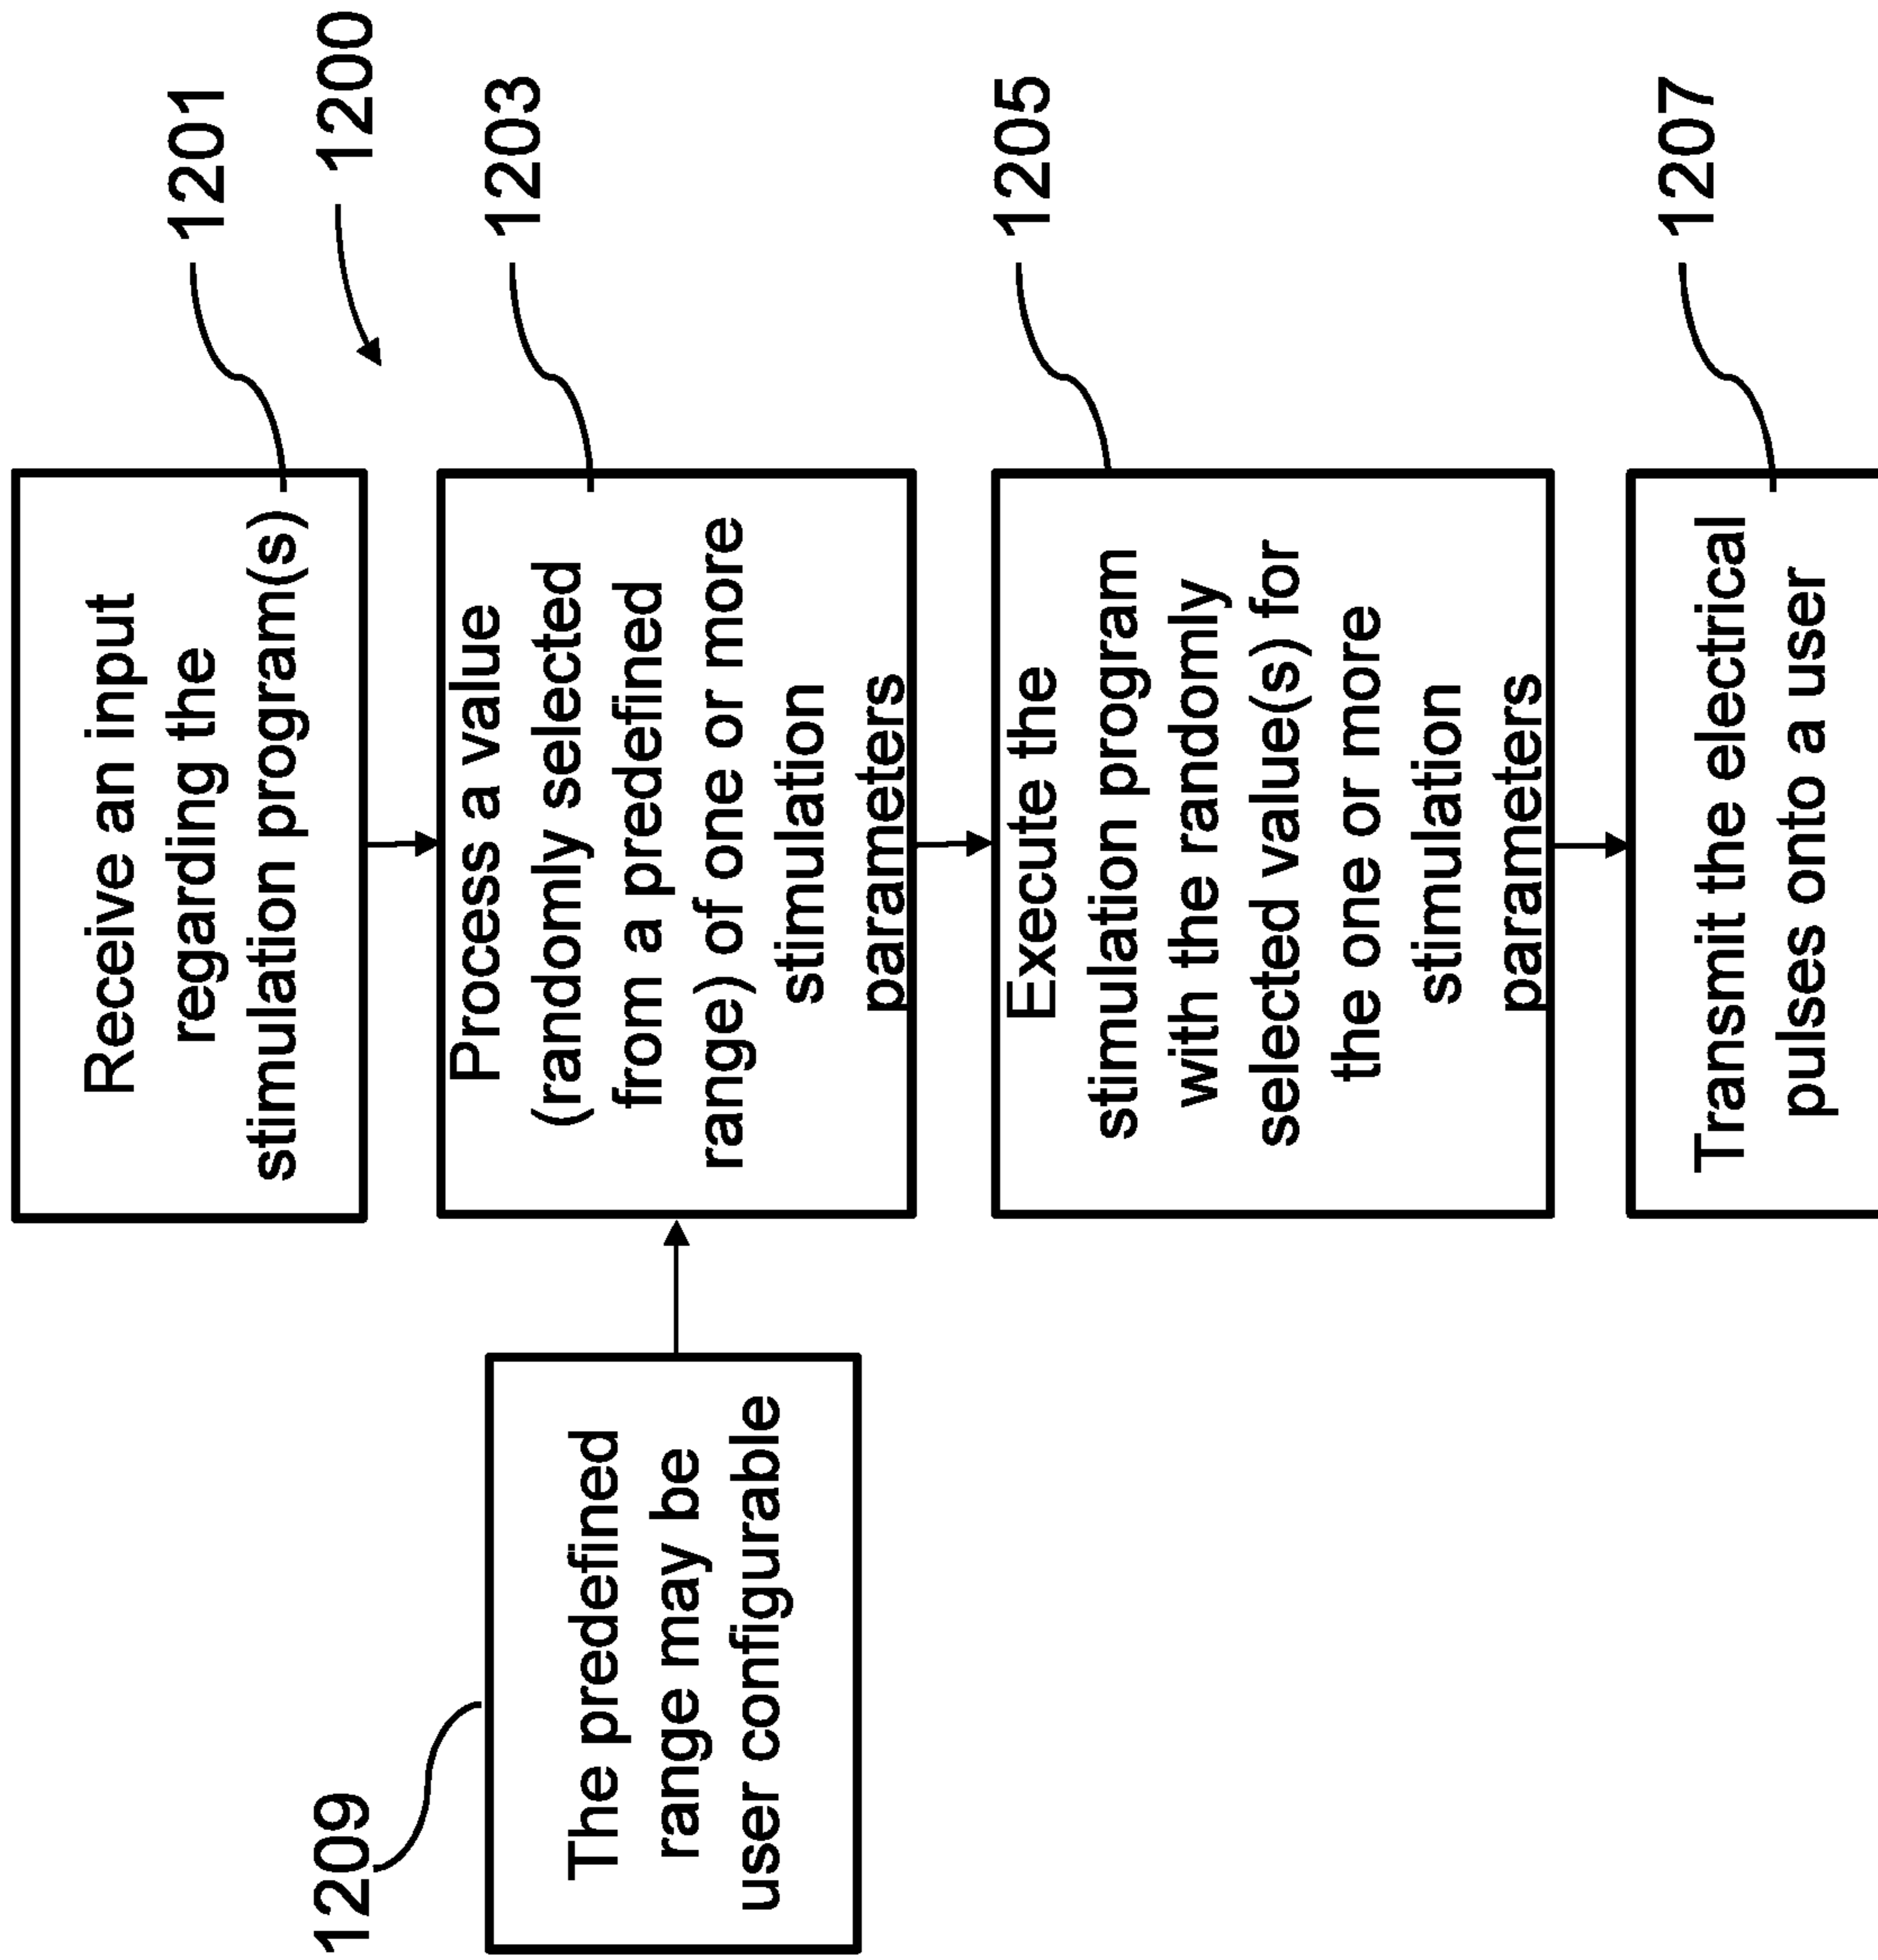 1201
1200
Receive an input
regarding the
stimulation program(s)
1203
Process a value
(randomly selected
from a predefined
range) of one or more
stimulation
parameters
1209
The predefined
range may be
user configurable
1205
Execute the
stimulation program
with the randomly
selected value(s) for
the one or more
stimulation
parameters
1207
Transmit the electrical
pulses onto a user